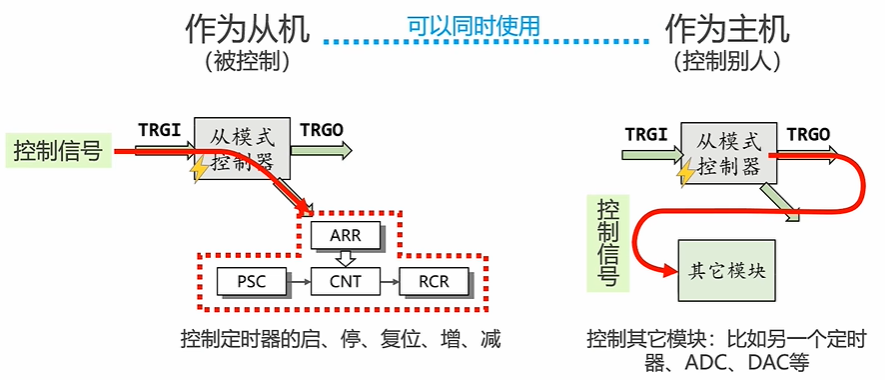 作为从机
(被控制)
可以同时使用
作为主机
(控制别人)
控制信号
TRGI
从模式
控制器
TRGO
ARR
PSC
CNT
RCR
控制定时器的启、停、复位、增、减
TRGI
从模式
控制器
TRGO
控制信号
其它模块
控制其它模块：比如另一个定时
器、ADC、DAC等